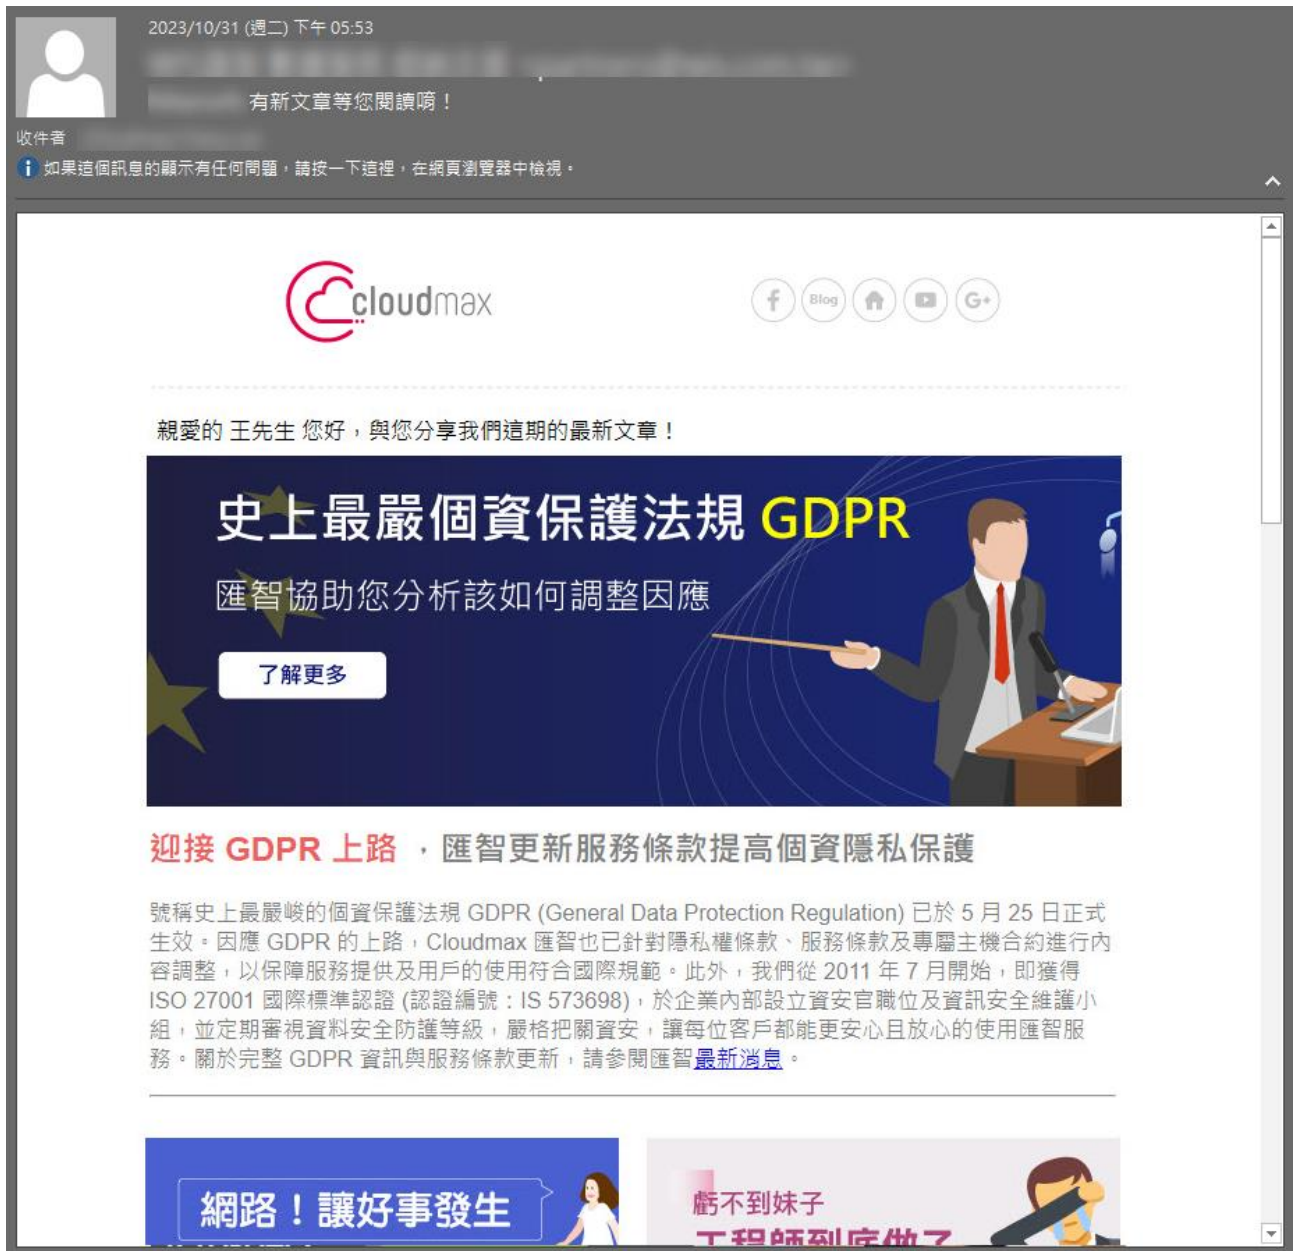 2023/10/31 (週二) 下午 05:53
有新文章等您閱讀唷！
收件者
如果這個訊息的顯示有任何問題，請按一下這裡，在網頁瀏覽器中檢視。
cloudmax
f Blog G+
親愛的 王先生 您好，與您分享我們這期的最新文章！
史上最嚴個資保護法規 GDPR
匯智協助您分析該如何調整因應
了解更多
迎接 GDPR 上路 ，匯智更新服務條款提高個資隱私保護
號稱史上最嚴峻的個資保護法規 GDPR (General Data Protection Regulation) 已於 5 月 25 日正式
生效。因應 GDPR 的上路，Cloudmax 匯智也已針對隱私權條款、服務條款及專屬主機合約進行內
容調整，以保障服務提供及用戶的使用符合國際規範。此外，我們從 2011 年 7 月開始，即獲得
ISO 27001 國際標準認證 (認證編號：IS 573698)，於企業內部設立資安官職位及資訊安全維護小
組，並定期審視資料安全防護等級，嚴格把關資安，讓每位客戶都能更安心且放心的使用匯智服
務。關於完整 GDPR 資訊與服務條款更新，請參閱匯智最新消息。
網路！讓好事發生
虧不到妹子
工程師到底做了